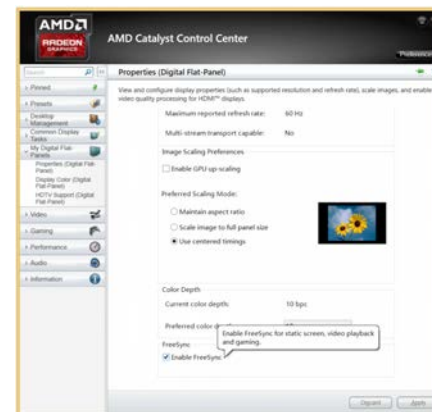 AMD
RADEON
GRAPHICS
AMD Catalyst Control Center
Preferences
Search
Properties (Digital Flat-Panel)
View and configure display properties (such as supported resolution and refresh rate), scale images, and enable
video quality processing for HDMI™ displays.
Pinned
Presets
Desktop
Management
Common Display
Tasks
My Digital Flat-
Panels
Properties (Digital Flat-
Panel)
Display Color (Digital
Flat-Panel)
HDTV Support (Digital
Flat-Panel)
Video
Gaming
Performance
Audio
Information
Maximum reported refresh rate: 60 Hz
Multi-stream transport capable: No
Image Scaling Preferences
Enable GPU up-scaling
Preferred Scaling Mode:
Maintain aspect ratio
Scale image to full panel size
Use centered timings
Color Depth
Current color depth: 10 bpc
Preferred color
Enable FreeSync for static screen, video playback
and gaming.
FreeSync
Enable FreeSync
Discard Apply